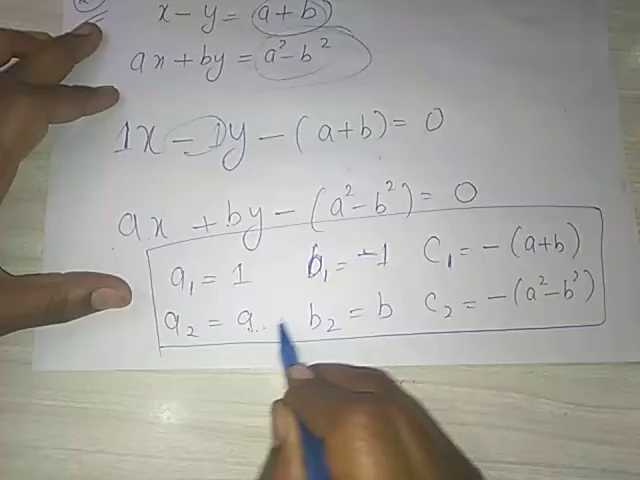 x - y = (a + b)
ax + by = a² - b²
1x - 1y - (a+b) = 0
ax + by - (a² - b²) = 0
a₁ = 1 b₁ = -1 C₁ = -(a+b)
a₂ = a.. b₂ = b C₂ = -(a² - b²)